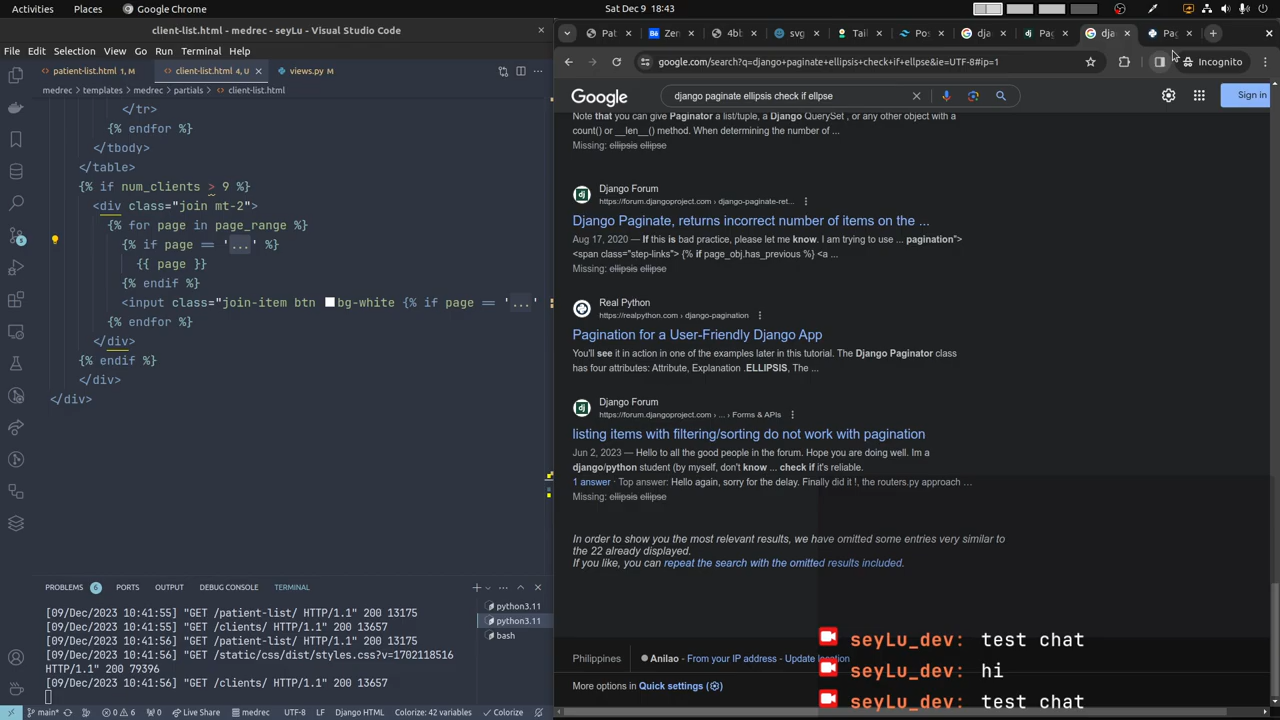 Activities
Places
Google Chrome
Sat Dec 9 18:43
client-list.html - medrec - seyLu - Visual Studio Code
File Edit Selection View Go Run Terminal Help
patient-list.html 1, M
client-list.html 4, U
views.py M
medrec > templates > medrec > partials > client-list.html
</tr>
{% endfor %}
</tbody>
</table>
{% if num_clients > 9 %}
<div class="join mt-2">
{% for page in page_range %}
{% if page == '...' %}
{{ page }}
{% endif %}
<input class="join-item btn bg-white {% if page == '...'
{% endfor %}
</div>
{% endif %}
</div>
</div>
PROBLEMS 6 PORTS OUTPUT DEBUG CONSOLE TERMINAL
[09/Dec/2023 10:41:55] "GET /patient-list/ HTTP/1.1" 200 13175
[09/Dec/2023 10:41:55] "GET /clients/ HTTP/1.1" 200 13657
[09/Dec/2023 10:41:56] "GET /patient-list/ HTTP/1.1" 200 13175
[09/Dec/2023 10:41:56] "GET /static/css/dist/styles.css?v=1702118516
HTTP/1.1" 200 79396
[09/Dec/2023 10:41:56] "GET /clients/ HTTP/1.1" 200 13657
python3.11
python3.11
bash
main* 0 6 0 Live Share medrec UTF-8 LF Django HTML Colorize: 42 variables Colorize
Pat
Zen
4b
svg
Tail
Pos
dja
Pag
dja
Pag
google.com/search?q=django+paginate+ellipsis+check+if+ellpse&ie=UTF-8#ip=1
Incognito
Google
django paginate ellipsis check if ellpse
Sign in
Note that you can give Paginator a list/tuple, a Django QuerySet , or any other object with a
count() or __len__() method. When determining the number of ...
Missing: ellipsis ellipse
Django Forum
https://forum.djangoproject.com › django-paginate-ret...
Django Paginate, returns incorrect number of items on the ...
Aug 17, 2020 — If this is bad practice, please let me know. I am trying to use ... pagination">
<span class="step-links"> {% if page_obj.has_previous %} <a ...
Missing: ellipsis ellipse
Real Python
https://realpython.com › django-pagination
Pagination for a User-Friendly Django App
You'll see it in action in one of the examples later in this tutorial. The Django Paginator class
has four attributes: Attribute, Explanation .ELLIPSIS, The ...
Django Forum
https://forum.djangoproject.com › ... › Forms & APIs
listing items with filtering/sorting do not work with pagination
Jun 2, 2023 — Hello to all the good people in the forum. Hope you are doing well. Im a
django/python student (by myself, don't know ... check if it's reliable.
1 answer · Top answer: Hello again, sorry for the delay. Finally did it !, the routers.py approach ...
Missing: ellipsis ellipse
In order to show you the most relevant results, we have omitted some entries very similar to
the 22 already displayed.
If you like, you can repeat the search with the omitted results included.
Philippines
Anilao - From your IP address - Update location
More options in Quick settings
seyLu_dev: test chat
seyLu_dev: hi
seyLu_dev: test chat